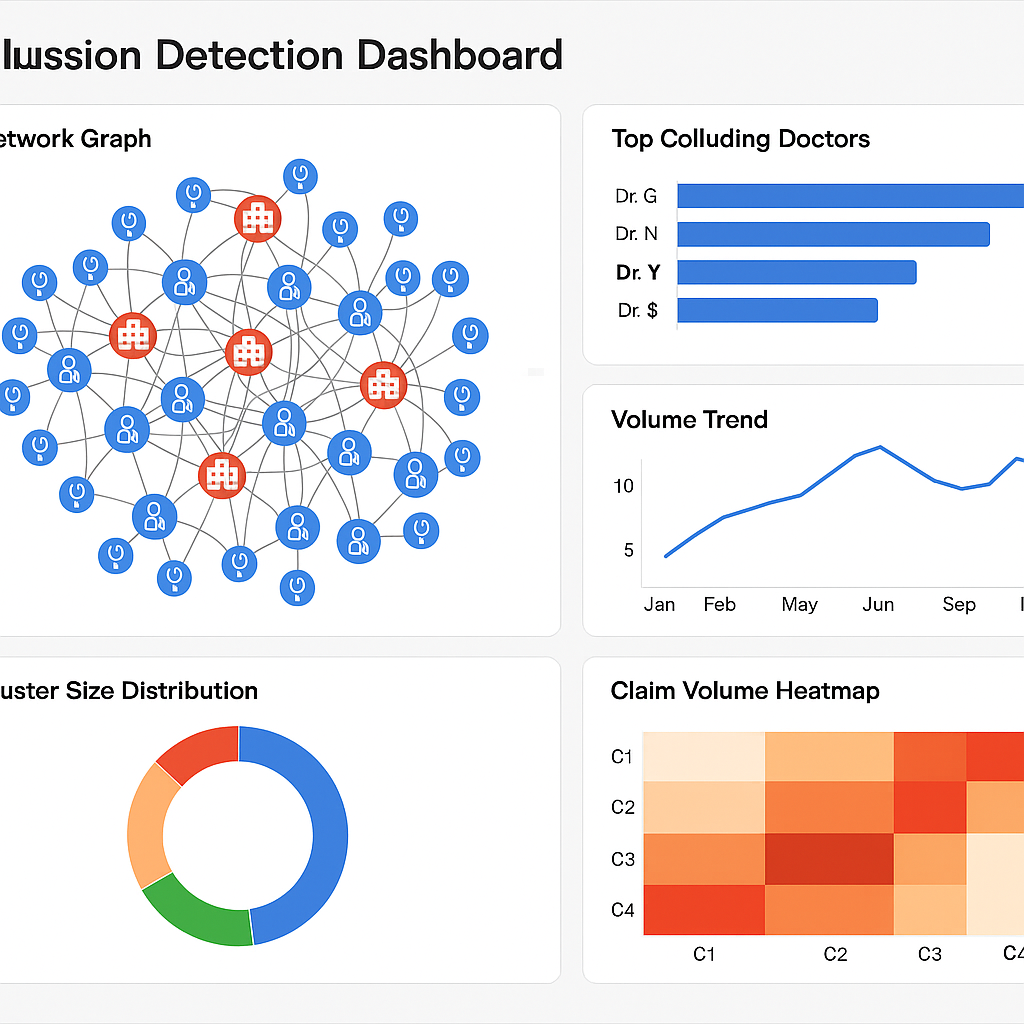 lussion Detection Dashboard
etwork Graph
Top Colluding Doctors
Dr. G
Dr. N
Dr. Y
Dr. $
Volume Trend
10
5
Jan Feb May Jun Sep
uster Size Distribution
Claim Volume Heatmap
C1
C2
C3
C4
C1 C2 C3 C4